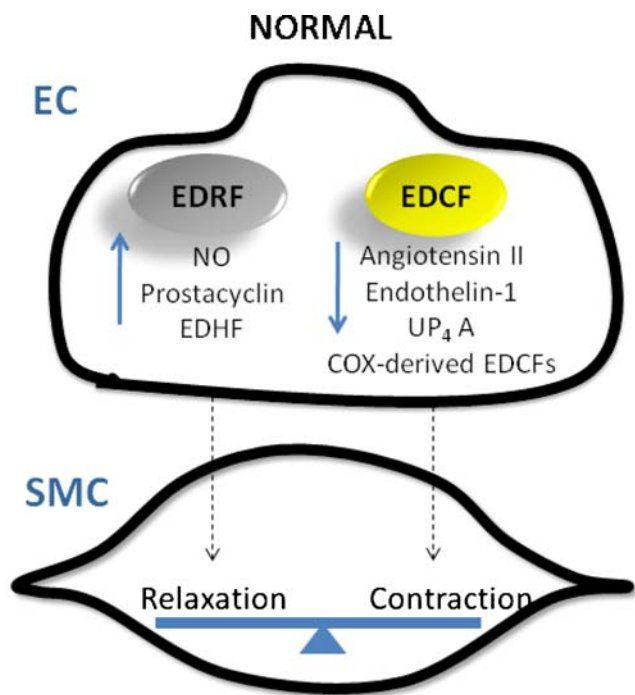 NORMAL
EC
EDRF
NO
Prostacyclin
EDHF
EDCF
Angiotensin II
Endothelin-1
UP₄ A
COX-derived EDCFs
SMC
Relaxation
Contraction